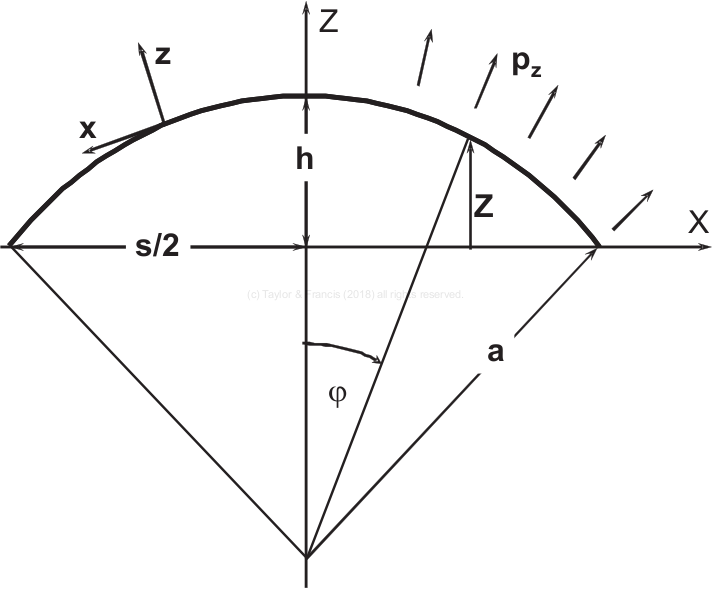 Z
z
p_z
x
h
Z
X
s/2
(c) Taylor & Francis (2018) all rights reserved.
a
φ